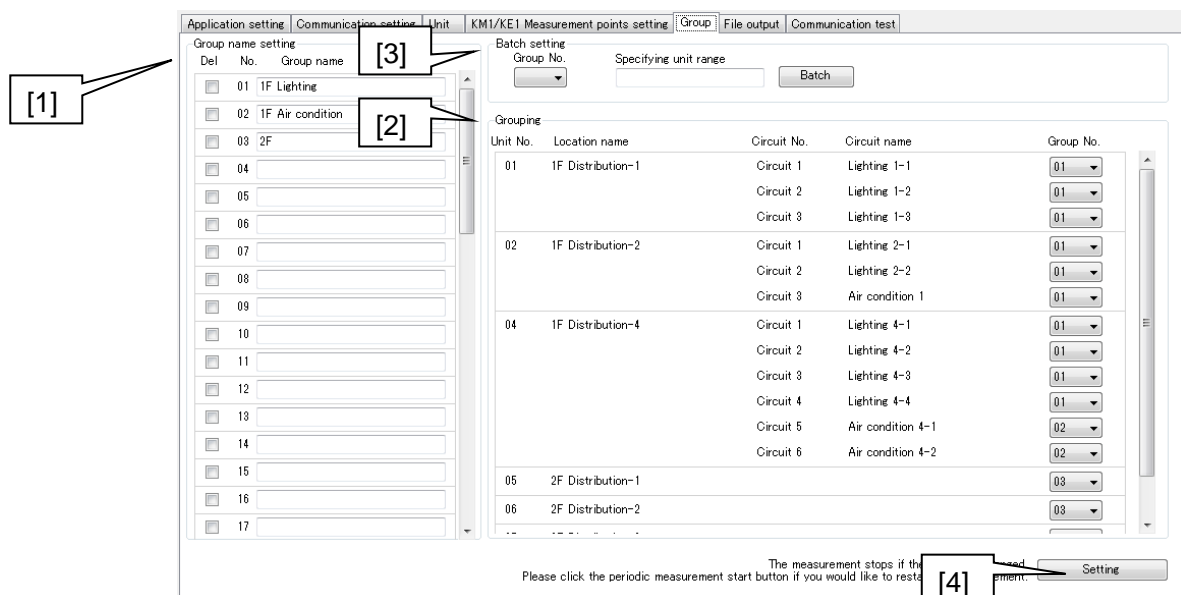 Application setting Communication setting Unit KM1/KE1 Measurement points setting Group File output Communication test
Group name setting
Del No. Group name
01 1F Lighting
02 1F Air condition
03 2F
04
05
06
07
08
09
10
11
12
13
14
15
16
17
[1]
[3]
[2]
Batch setting
Group No. Specifying unit range
Batch
Grouping
Unit No. Location name Circuit No. Circuit name Group No.
01 1F Distribution-1 Circuit 1 Lighting 1-1 01
Circuit 2 Lighting 1-2 01
Circuit 3 Lighting 1-3 01
02 1F Distribution-2 Circuit 1 Lighting 2-1 01
Circuit 2 Lighting 2-2 01
Circuit 3 Air condition 1 01
04 1F Distribution-4 Circuit 1 Lighting 4-1 01
Circuit 2 Lighting 4-2 01
Circuit 3 Lighting 4-3 01
Circuit 4 Lighting 4-4 01
Circuit 5 Air condition 4-1 02
Circuit 6 Air condition 4-2 02
05 2F Distribution-1 03
06 2F Distribution-2 03
The measurement stops if the
Please click the periodic measurement start button if you would like to
[4]
Setting